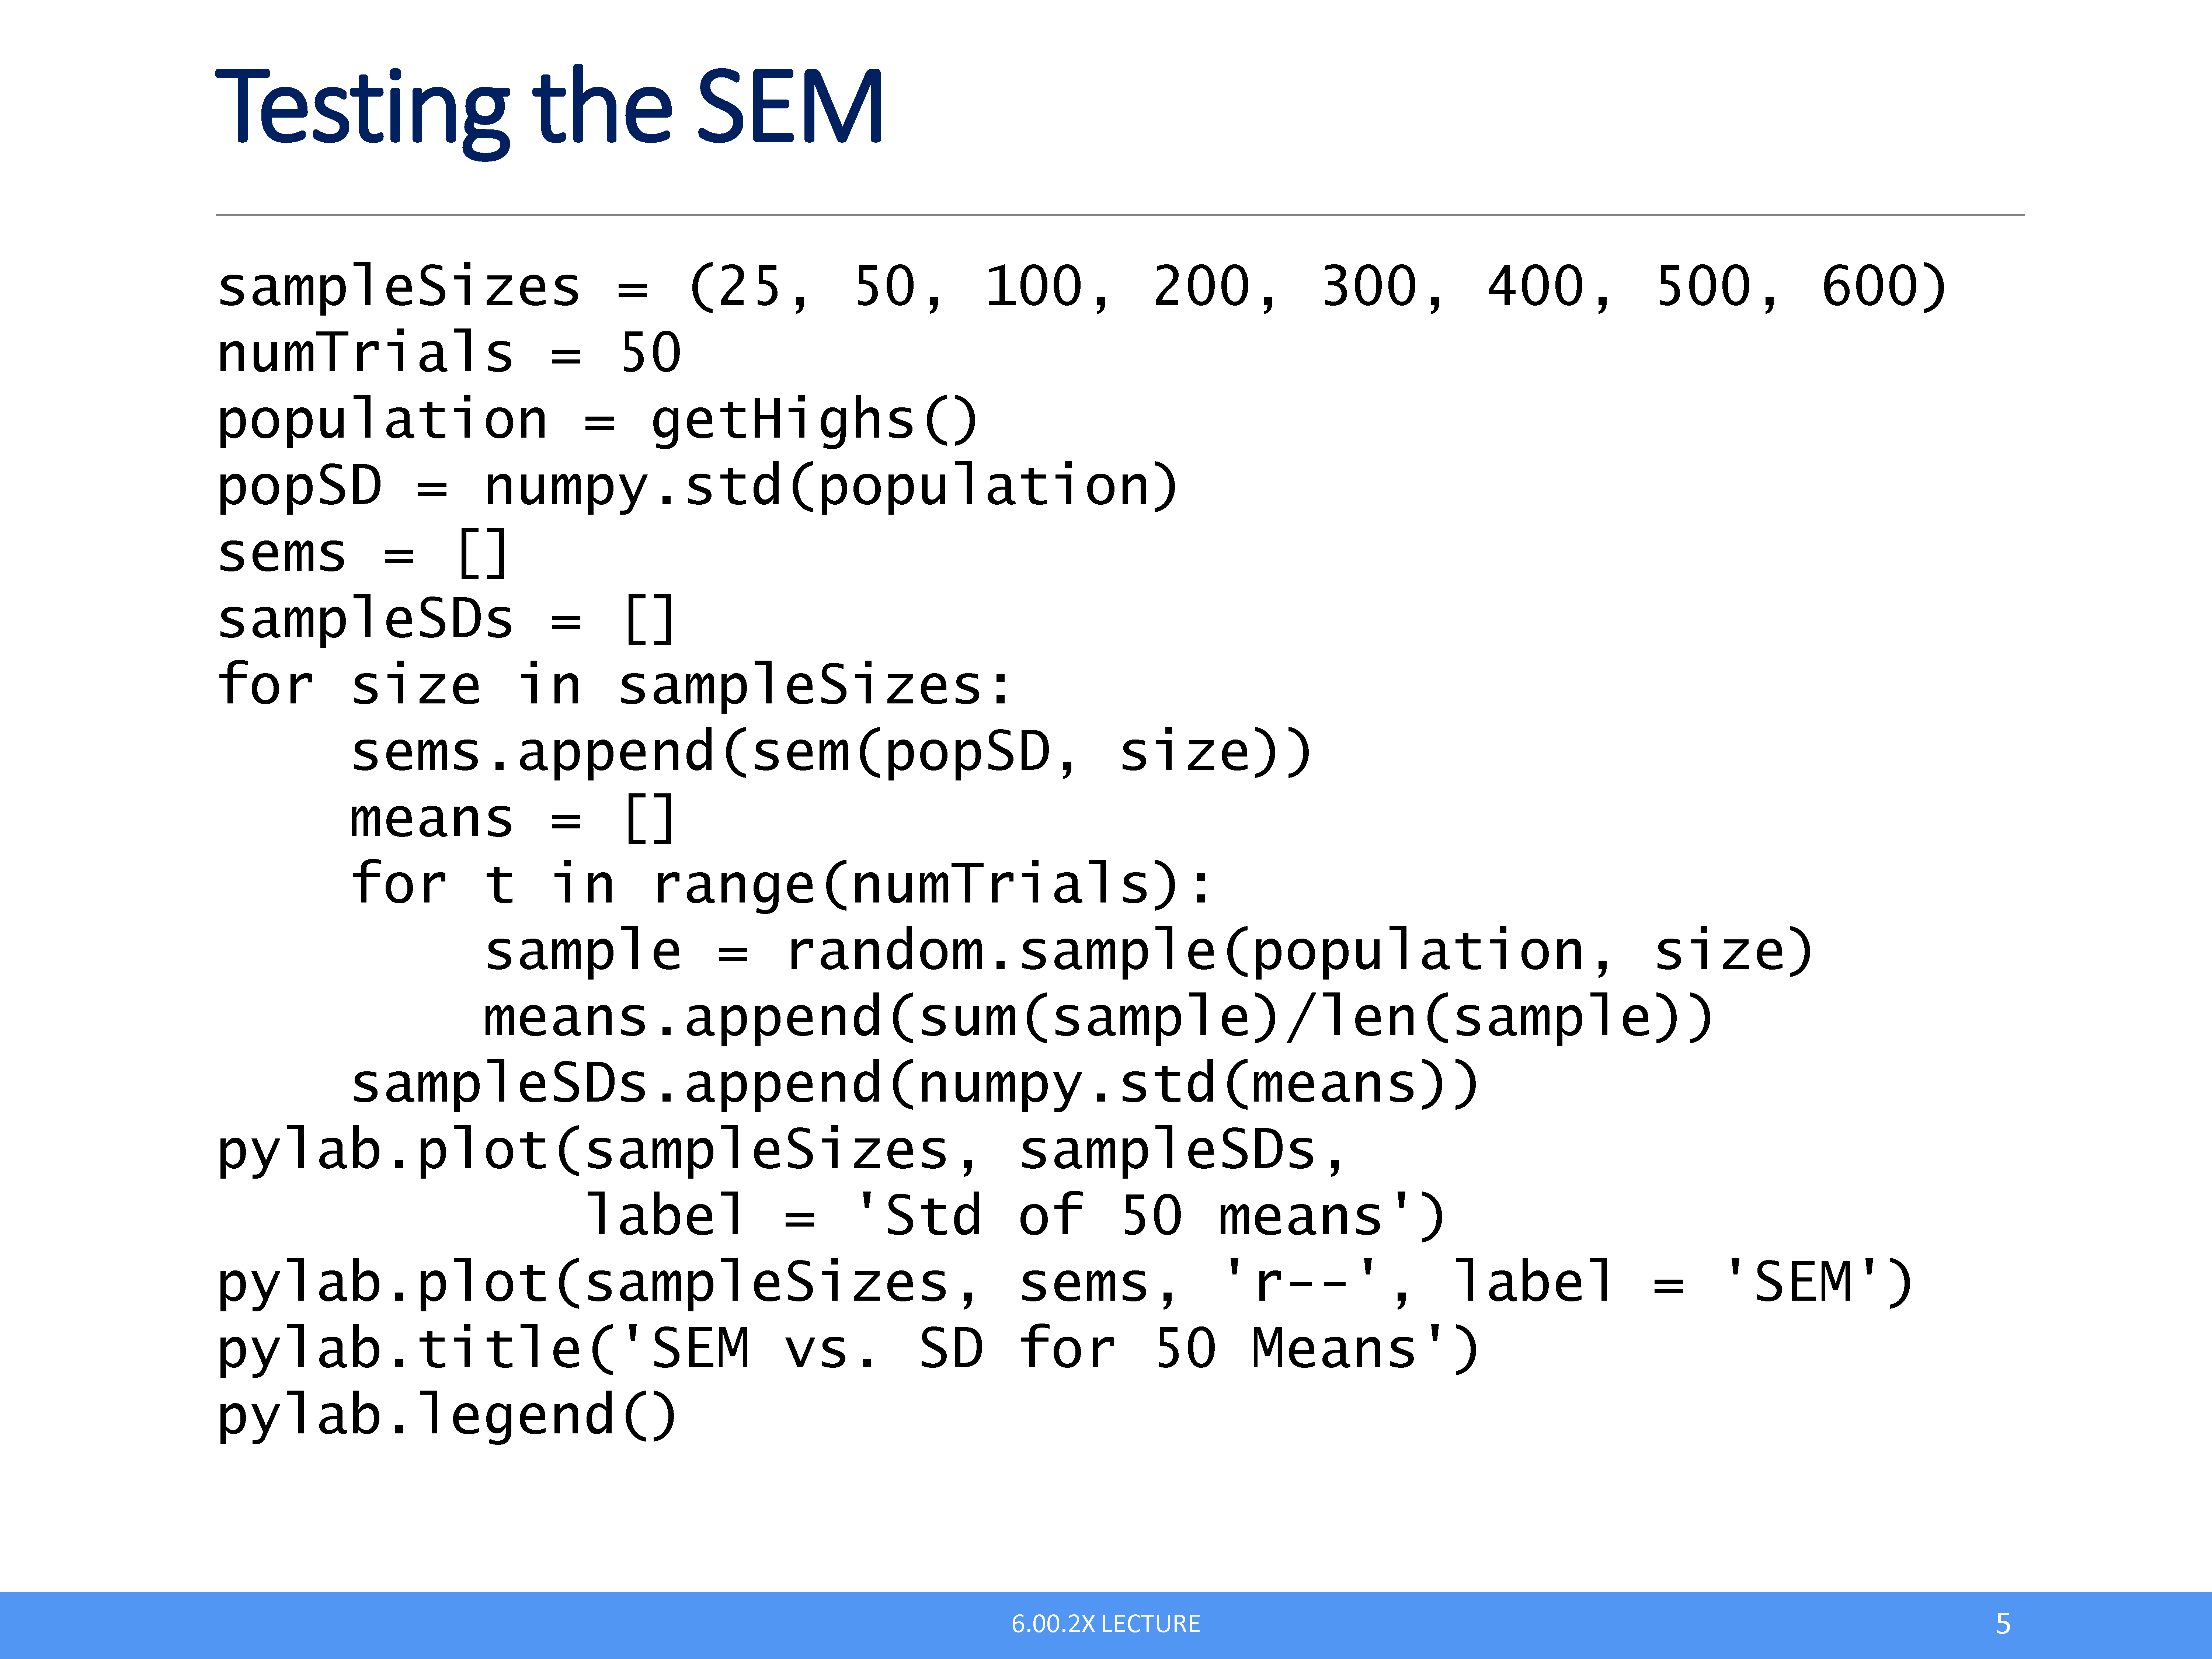 Testing the SEM
sampleSizes = (25, 50, 100, 200, 300, 400, 500, 600)
numTrials = 50
population = getHighs()
popSD = numpy.std(population)
sems = []
sampleSDs = []
for size in sampleSizes:
    sems.append(sem(popSD, size))
    means = []
    for t in range(numTrials):
        sample = random.sample(population, size)
        means.append(sum(sample)/len(sample))
    sampleSDs.append(numpy.std(means))
pylab.plot(sampleSizes, sampleSDs,
           label = 'Std of 50 means')
pylab.plot(sampleSizes, sems, 'r--', label = 'SEM')
pylab.title('SEM vs. SD for 50 Means')
pylab.legend()
6.00.2X LECTURE
5